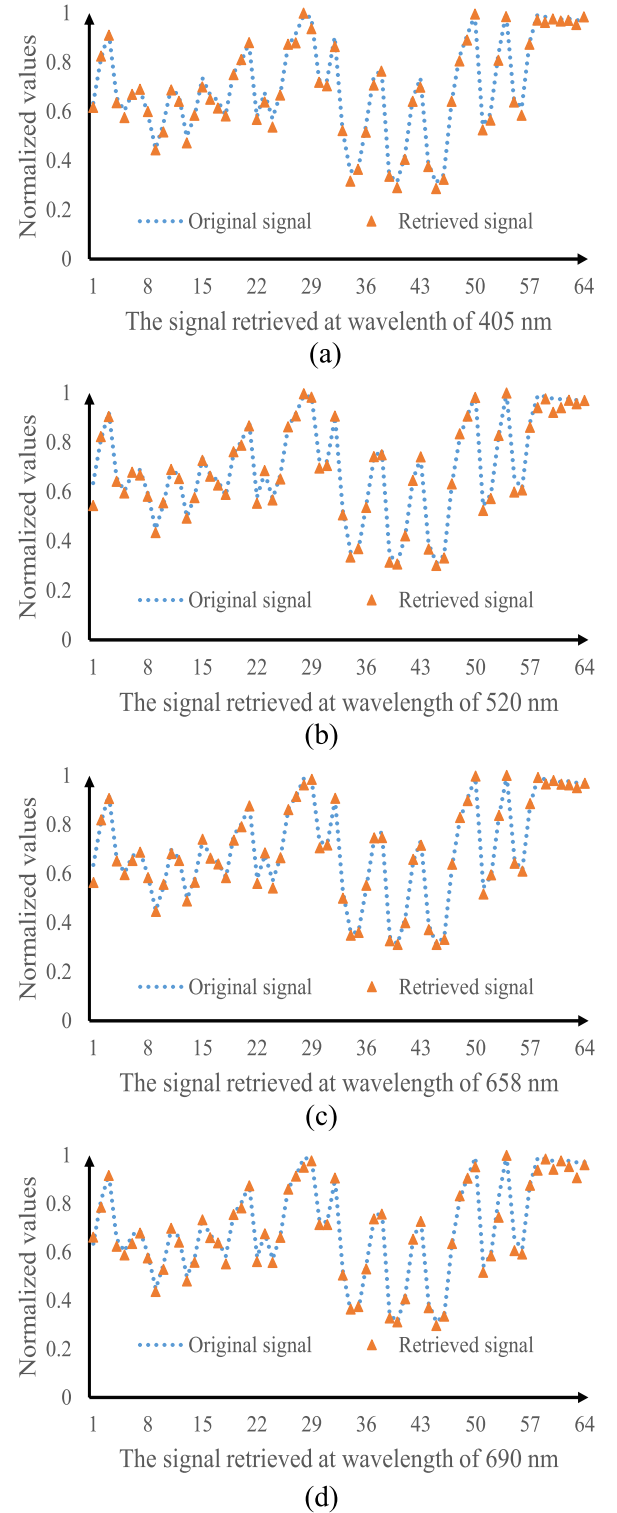 Normalized values
1
0.8
0.6
0.4
0.2
0
Original signal Retrieved signal
1 8 15 22 29 36 43 50 57 64
The signal retrieved at wavelenth of 405 nm
(a)
Normalized values
1
0.8
0.6
0.4
0.2
0
Original signal Retrieved signal
1 8 15 22 29 36 43 50 57 64
The signal retrieved at wavelength of 520 nm
(b)
Normalized values
1
0.8
0.6
0.4
0.2
0
Original signal Retrieved signal
1 8 15 22 29 36 43 50 57 64
The signal retrieved at wavelength of 658 nm
(c)
Normalized values
1
0.8
0.6
0.4
0.2
0
Original signal Retrieved signal
1 8 15 22 29 36 43 50 57 64
The signal retrieved at wavelength of 690 nm
(d)